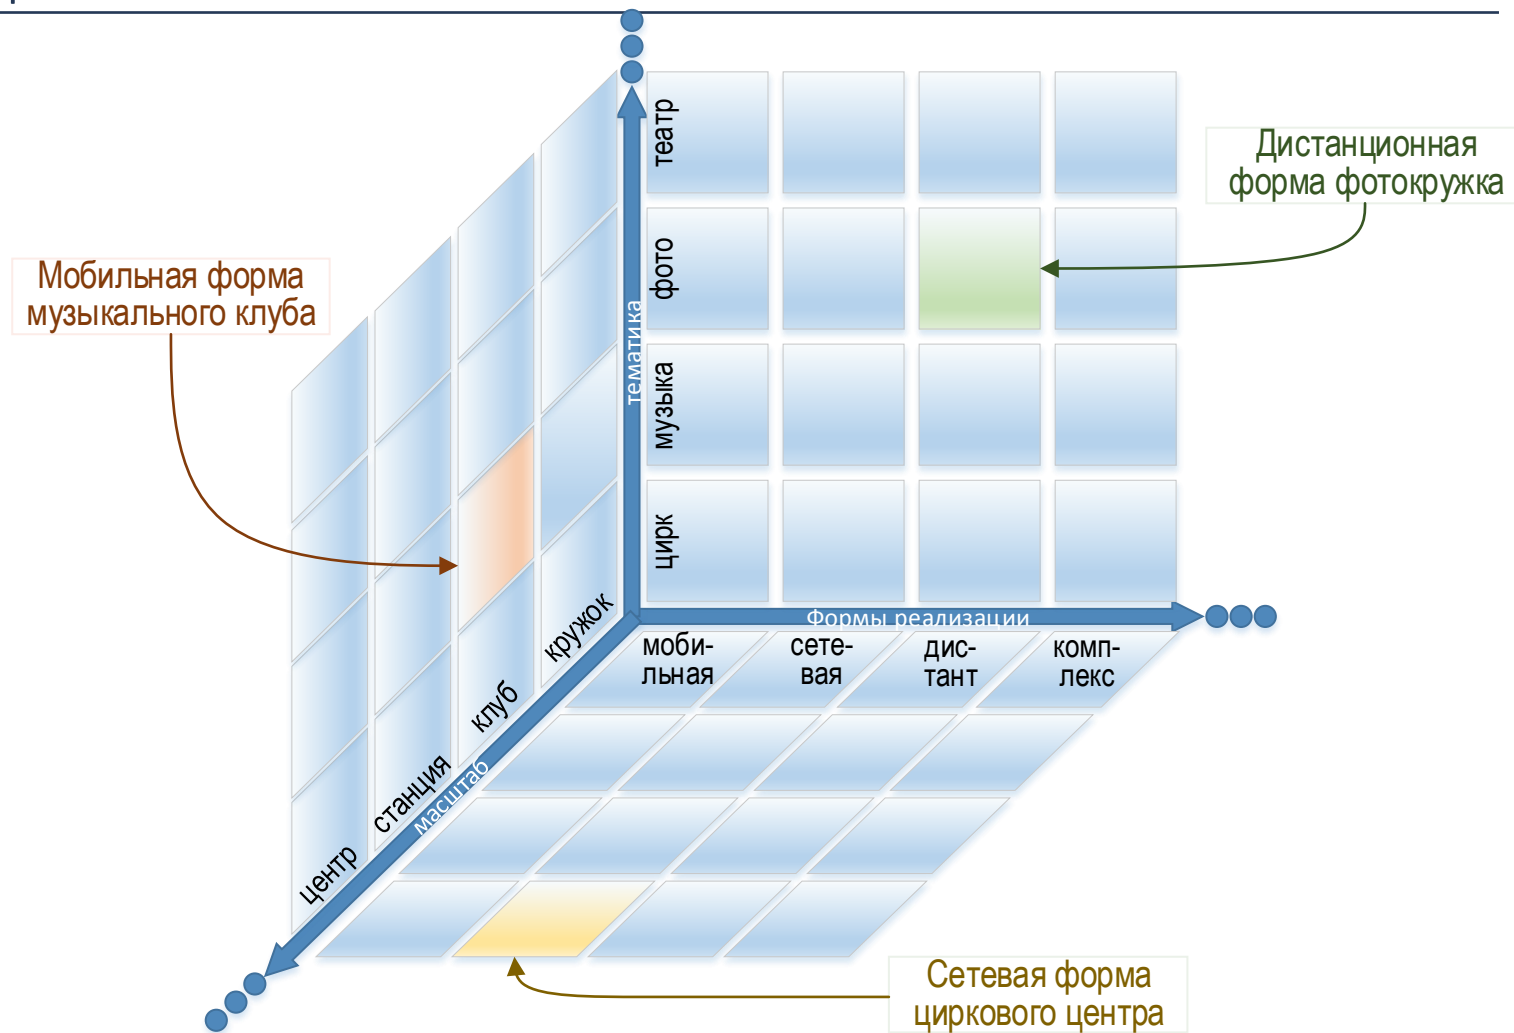 театр
Дистанционная
форма фотокружка
фото
Мобильная форма
музыкального клуба
тематика
музыка
цирк
Формы реализации
кружок
моби-
льная
сете-
вая
дис-
тант
комп-
лекс
клуб
станция
масштаб
центр
Сетевая форма
циркового центра